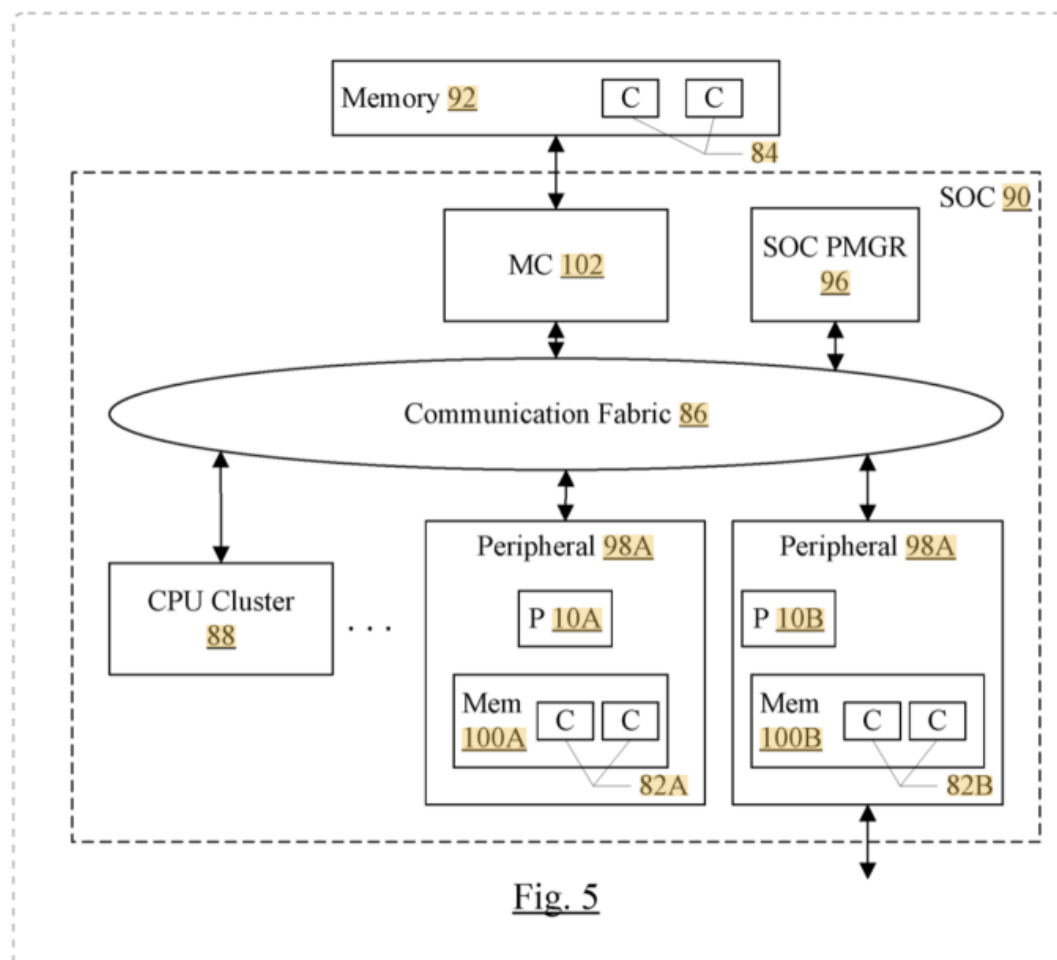 Memory 92
C
C
84
SOC 90
MC 102
SOC PMGR
96
Communication Fabric 86
CPU Cluster
88
. . .
Peripheral 98A
P 10A
Mem
100A
C
C
82A
Peripheral 98A
P 10B
Mem
100B
C
C
82B
Fig. 5